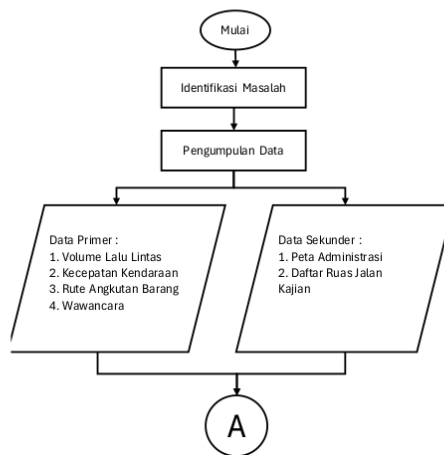 Mulai
Identifikasi Masalah
Pengumpulan Data
Data Primer :
1. Volume Lalu Lintas
2. Kecepatan Kendaraan
3. Rute Angkutan Barang
4. Wawancara
Data Sekunder :
1. Peta Administrasi
2. Daftar Ruas Jalan
Kajian
A